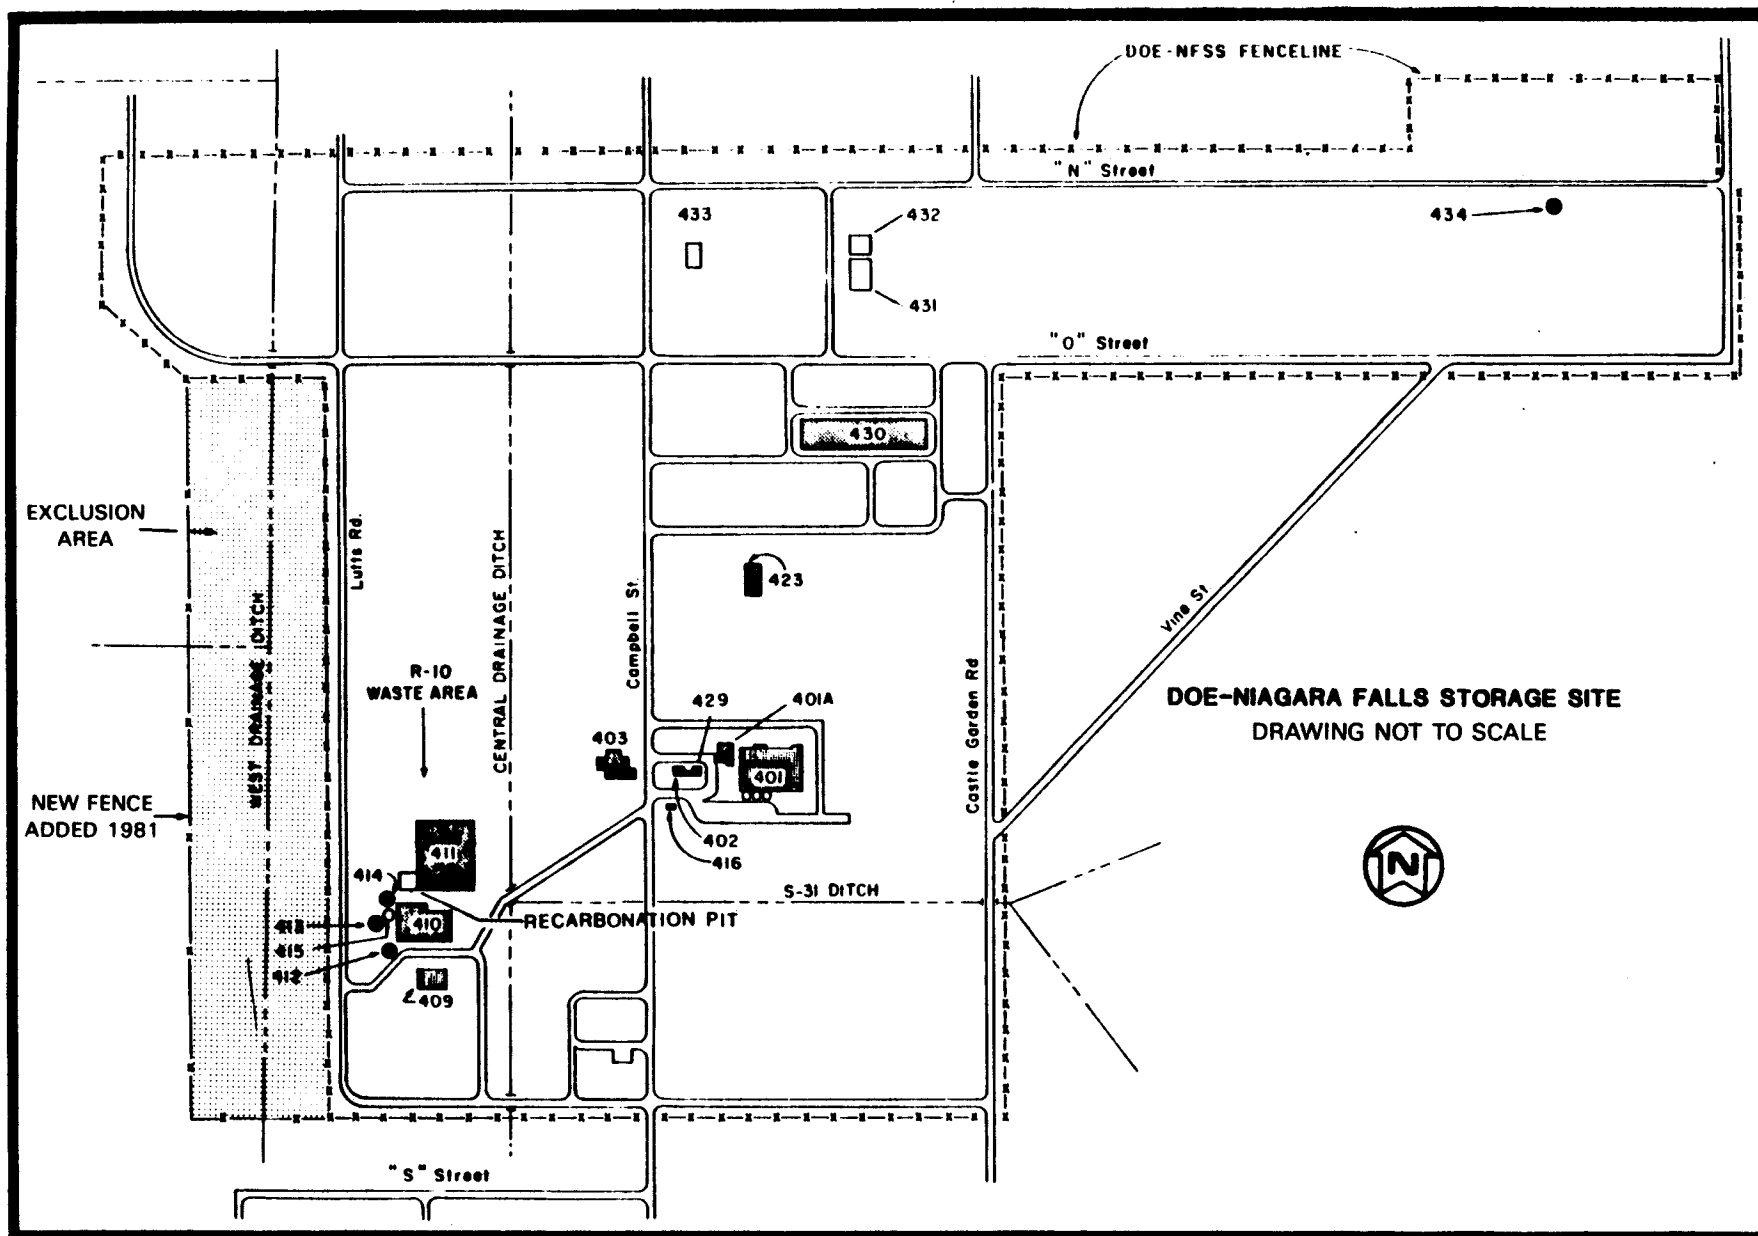 DOE-NFSS FENCELINE
"N" Street
433
432
434
431
"O" Street
430
EXCLUSION
AREA
Lutts Rd.
CENTRAL DRAINAGE DITCH
Campbell St.
423
WEST DRAINAGE DITCH
Vine St
R-10
WASTE AREA
429
401A
Castle Garden Rd
DOE-NIAGARA FALLS STORAGE SITE
DRAWING NOT TO SCALE
403
401
NEW FENCE
ADDED 1981
402
416
411
414
N
S-31 DITCH
410
RECARBONATION PIT
413
415
412
409
"S" Street